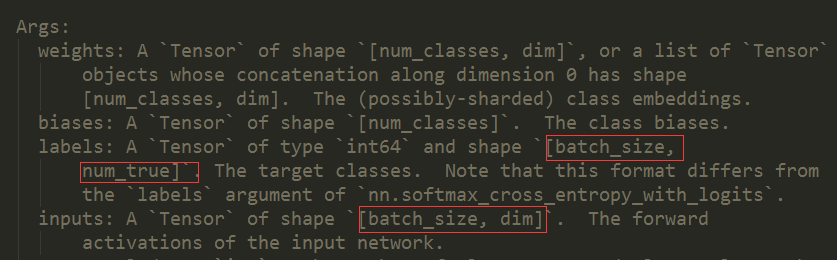 Args:
weights: A `Tensor` of shape `[num_classes, dim]`, or a list of `Tensor`
objects whose concatenation along dimension 0 has shape
[num_classes, dim]. The (possibly-sharded) class embeddings.
biases: A `Tensor` of shape `[num_classes]`. The class biases.
labels: A `Tensor` of type `int64` and shape `[batch_size,
num_true]`. The target classes. Note that this format differs from
the `labels` argument of `nn.softmax_cross_entropy_with_logits`.
inputs: A `Tensor` of shape `[batch_size, dim]`. The forward
activations of the input network.